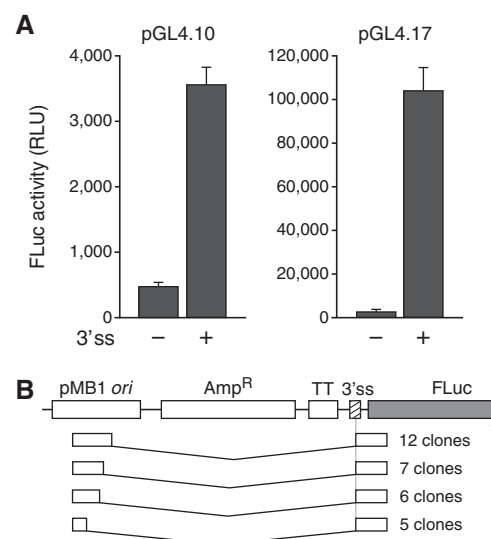 A
pGL4.10
pGL4.17
FLuc activity (RLU)
4,000
3,000
2,000
1,000
0
120,000
100,000
80,000
60,000
40,000
20,000
0
3'ss
−
+
−
+
B
pMB1 ori
AmpR
TT
3'ss
FLuc
12 clones
7 clones
6 clones
5 clones